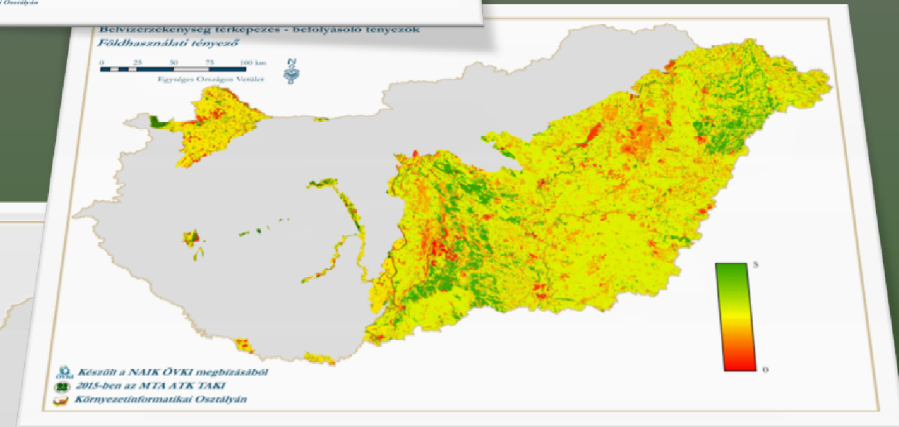 i Osztályán
Belvízérzékenység térképezés - befolyásoló tényezők
Földhasználati tényező
0 25 50 75 100 km
Egységes Országos Vetület
N
5
0
Készült a NAIK ÖVKI megbízásából
2015-ben az MTA ATK TAKI
Környezetinformatikai Osztályán